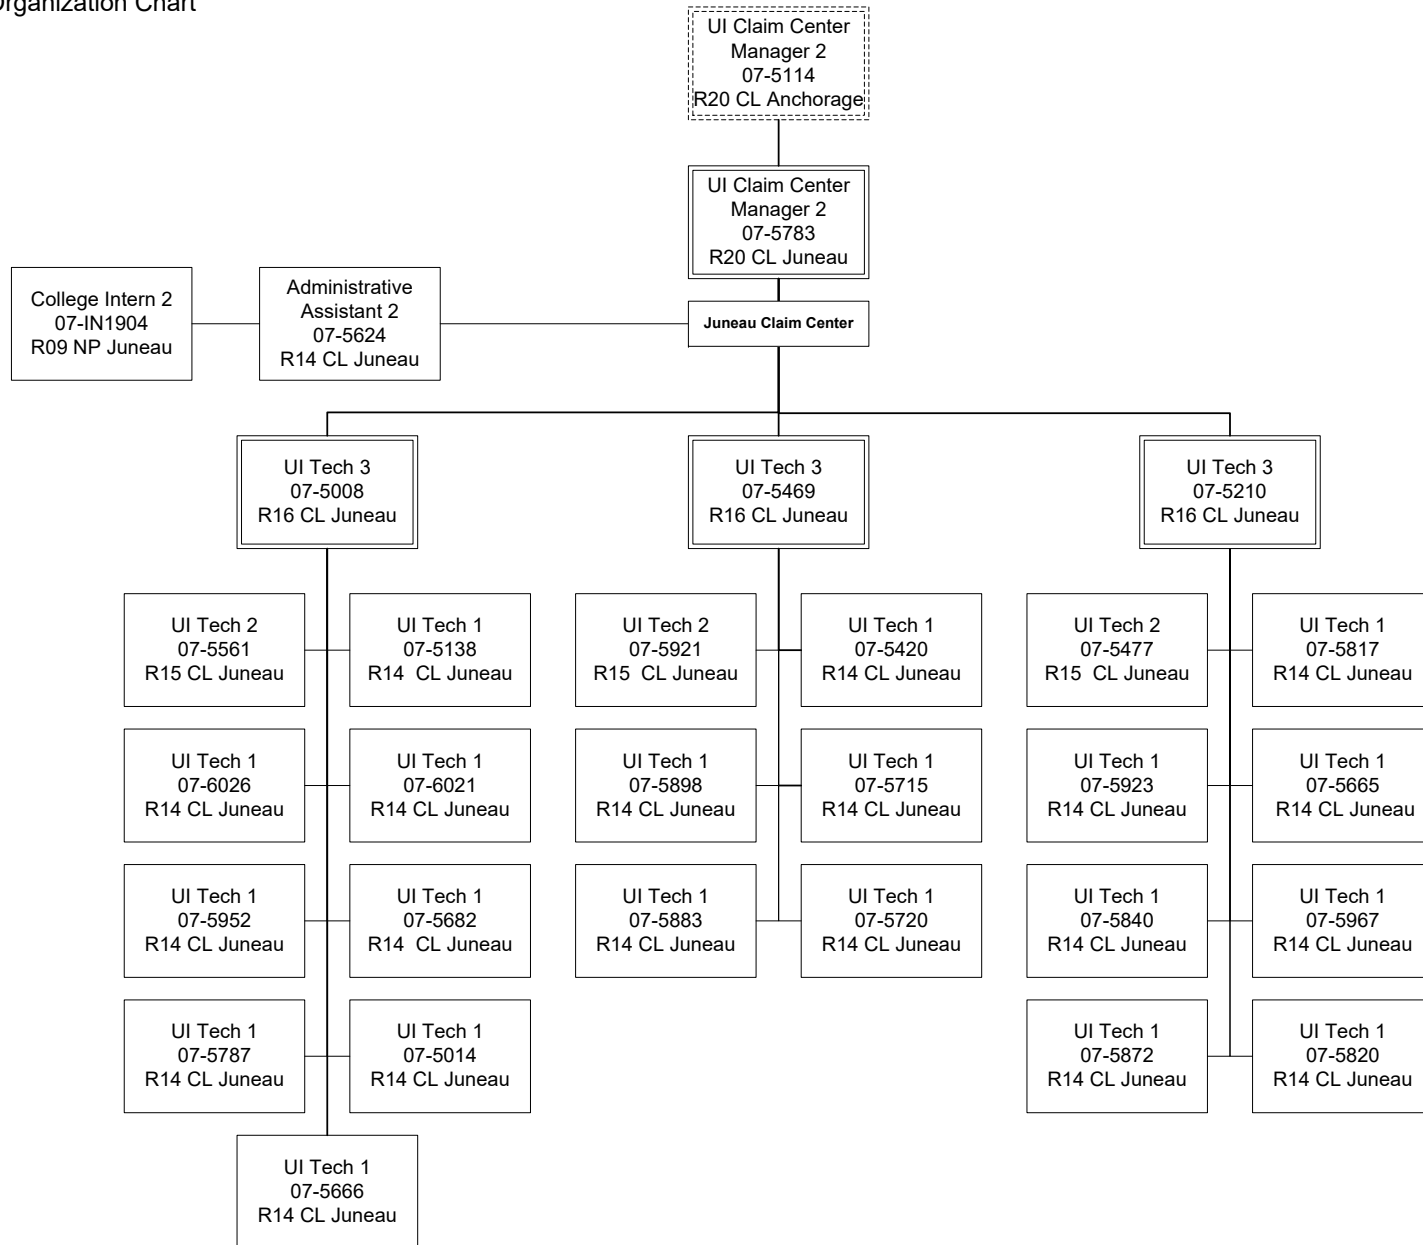 Organization Chart
UI Claim Center
Manager 2
07-5114
R20 CL Anchorage
UI Claim Center
Manager 2
07-5783
R20 CL Juneau
College Intern 2
07-IN1904
R09 NP Juneau
Administrative
Assistant 2
07-5624
R14 CL Juneau
Juneau Claim Center
UI Tech 3
07-5008
R16 CL Juneau
UI Tech 3
07-5469
R16 CL Juneau
UI Tech 3
07-5210
R16 CL Juneau
UI Tech 2
07-5561
R15 CL Juneau
UI Tech 1
07-5138
R14  CL Juneau
UI Tech 2
07-5921
R15  CL Juneau
UI Tech 1
07-5420
R14 CL Juneau
UI Tech 2
07-5477
R15  CL Juneau
UI Tech 1
07-5817
R14 CL Juneau
UI Tech 1
07-6026
R14 CL Juneau
UI Tech 1
07-6021
R14 CL Juneau
UI Tech 1
07-5898
R14 CL Juneau
UI Tech 1
07-5715
R14 CL Juneau
UI Tech 1
07-5923
R14 CL Juneau
UI Tech 1
07-5665
R14 CL Juneau
UI Tech 1
07-5952
R14 CL Juneau
UI Tech 1
07-5682
R14  CL Juneau
UI Tech 1
07-5883
R14 CL Juneau
UI Tech 1
07-5720
R14 CL Juneau
UI Tech 1
07-5840
R14 CL Juneau
UI Tech 1
07-5967
R14 CL Juneau
UI Tech 1
07-5787
R14 CL Juneau
UI Tech 1
07-5014
R14 CL Juneau
UI Tech 1
07-5872
R14 CL Juneau
UI Tech 1
07-5820
R14 CL Juneau
UI Tech 1
07-5666
R14 CL Juneau